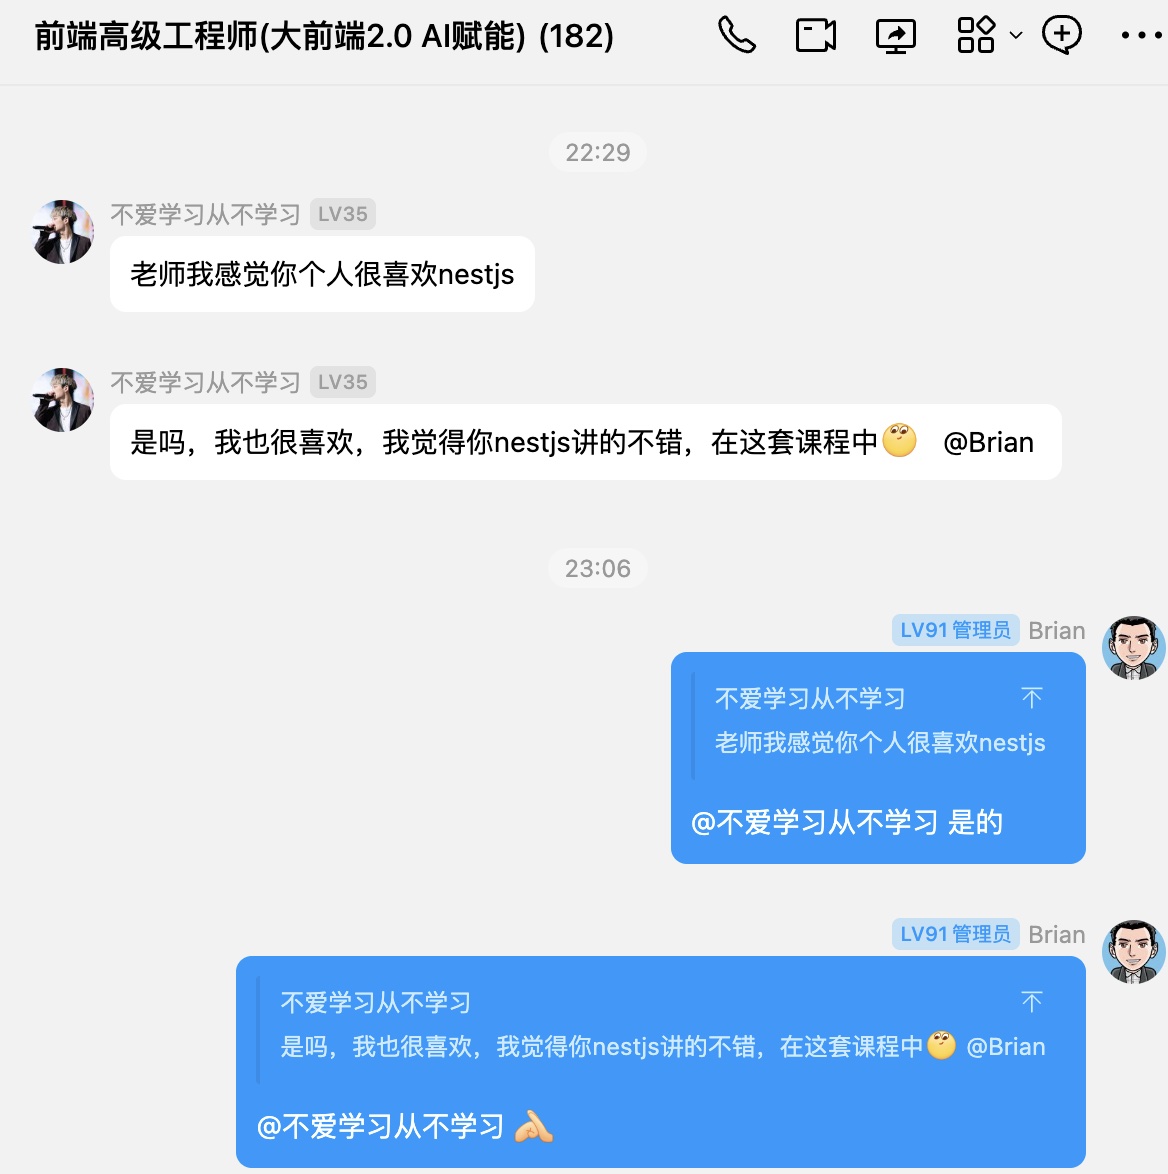 前端高级工程师(大前端2.0 AI赋能) (182)
22:29
不爱学习从不学习 LV35
老师我感觉你个人很喜欢nestjs
不爱学习从不学习 LV35
是吗，我也很喜欢，我觉得你nestjs讲的不错，在这套课程中🤔 @Brian
23:06
LV91 管理员 Brian
不爱学习从不学习
老师我感觉你个人很喜欢nestjs
@不爱学习从不学习 是的
LV91 管理员 Brian
不爱学习从不学习
是吗，我也很喜欢，我觉得你nestjs讲的不错，在这套课程中🤔 @Brian
@不爱学习从不学习